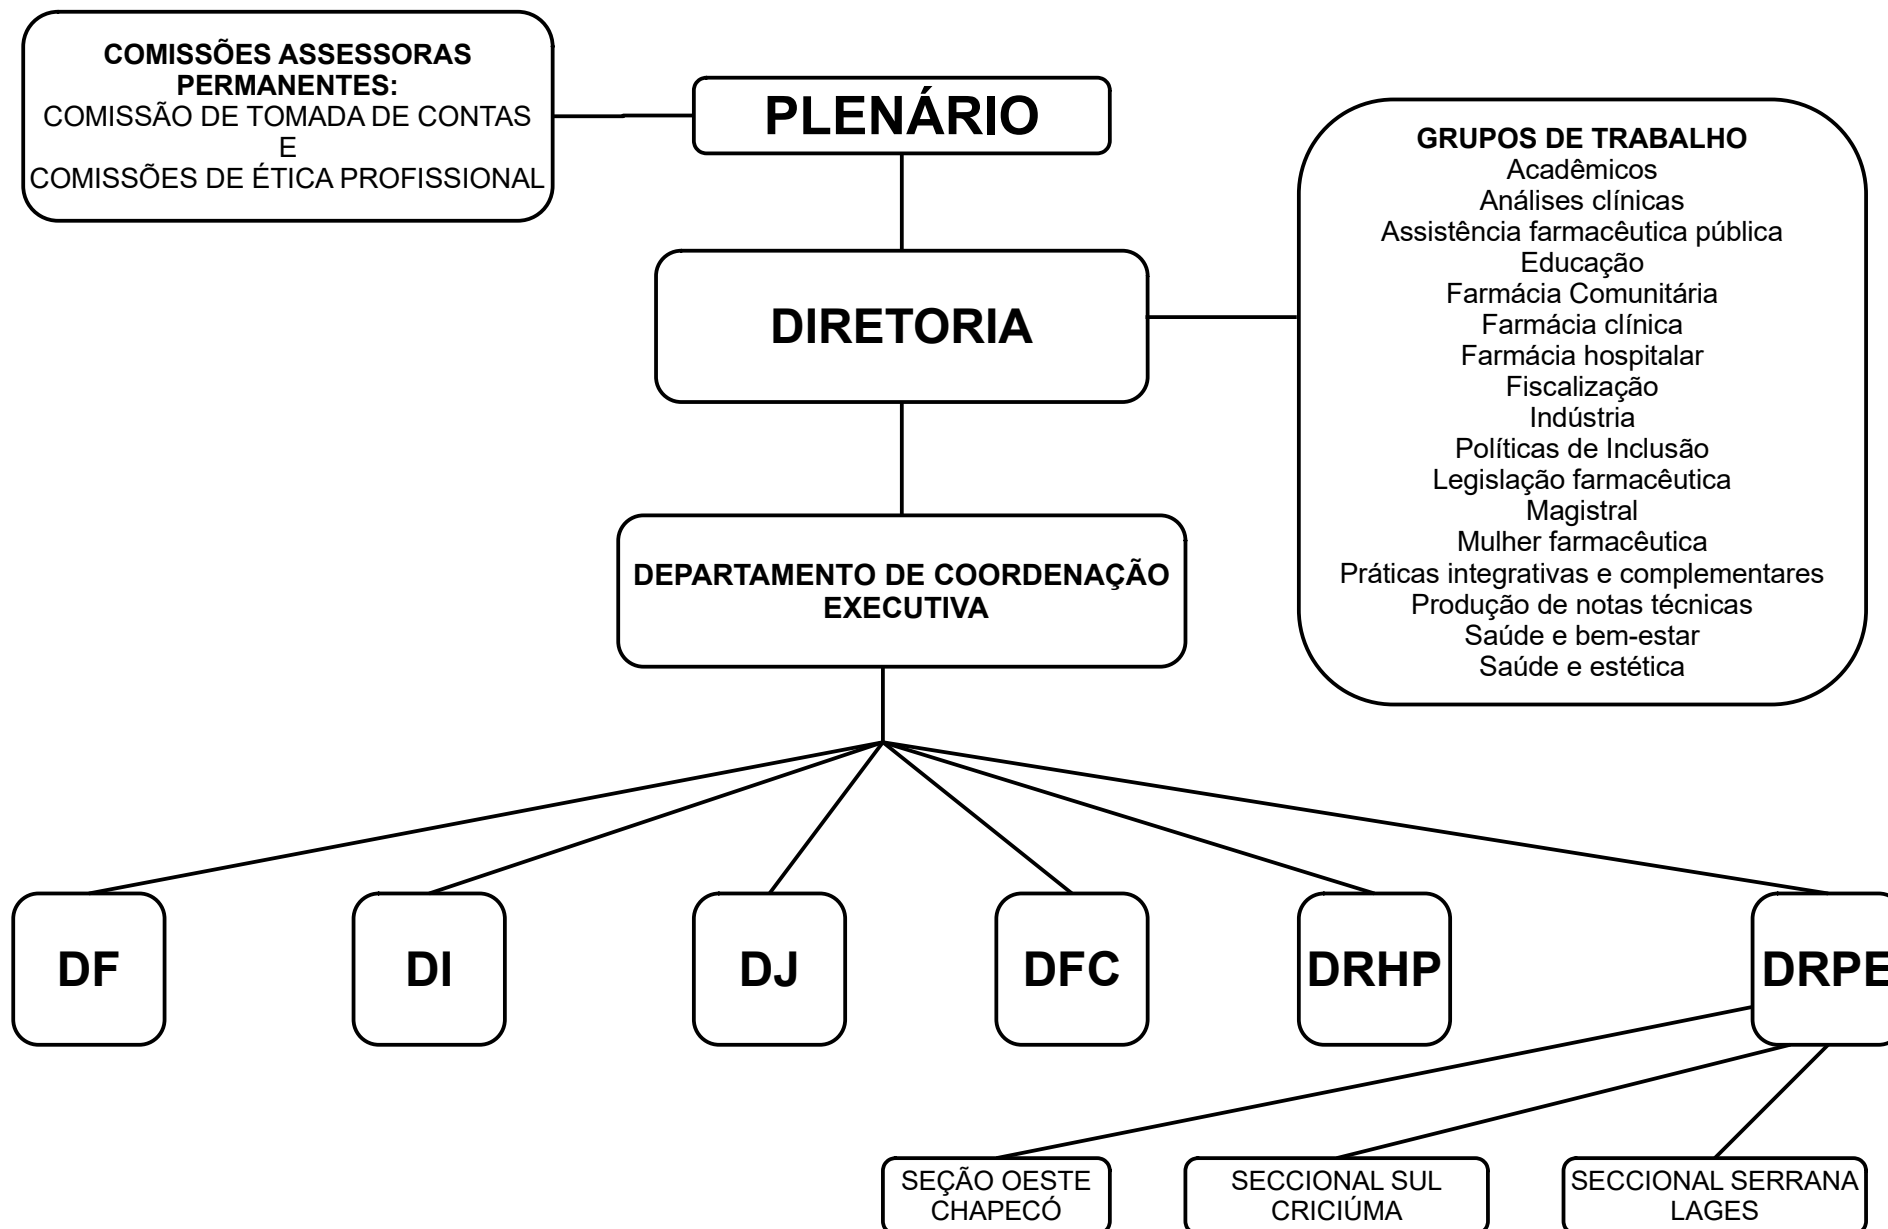 COMISSÕES ASSESSORAS
PERMANENTES:
COMISSÃO DE TOMADA DE CONTAS
E
COMISSÕES DE ÉTICA PROFISSIONAL
PLENÁRIO
GRUPOS DE TRABALHO
Acadêmicos
Análises clínicas
Assistência farmacêutica pública
Educação
Farmácia Comunitária
Farmácia clínica
Farmácia hospitalar
Fiscalização
Indústria
Políticas de Inclusão
Legislação farmacêutica
Magistral
Mulher farmacêutica
Práticas integrativas e complementares
Produção de notas técnicas
Saúde e bem-estar
Saúde e estética
DIRETORIA
DEPARTAMENTO DE COORDENAÇÃO
EXECUTIVA
DF
DI
DJ
DFC
DRHP
DRPE
SEÇÃO OESTE
CHAPECÓ
SECCIONAL SUL
CRICIÚMA
SECCIONAL SERRANA
LAGES